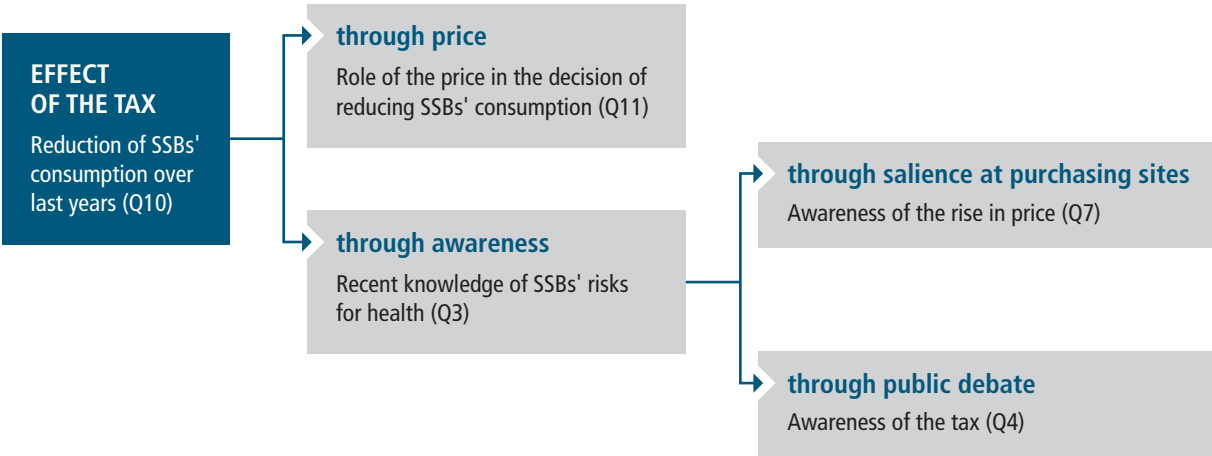 EFFECT
OF THE TAX
Reduction of SSBs'
consumption over
last years (Q10)
through price
Role of the price in the decision of
reducing SSBs' consumption (Q11)
through awareness
Recent knowledge of SSBs' risks
for health (Q3)
through salience at purchasing sites
Awareness of the rise in price (Q7)
through public debate
Awareness of the tax (Q4)